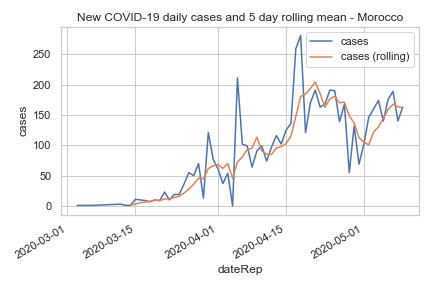 New COVID-19 daily cases and 5 day rolling mean - Morocco
cases
cases (rolling)
250
200
150
100
50
0
cases
2020-03-01
2020-03-15
2020-04-01
2020-04-15
2020-05-01
dateRep